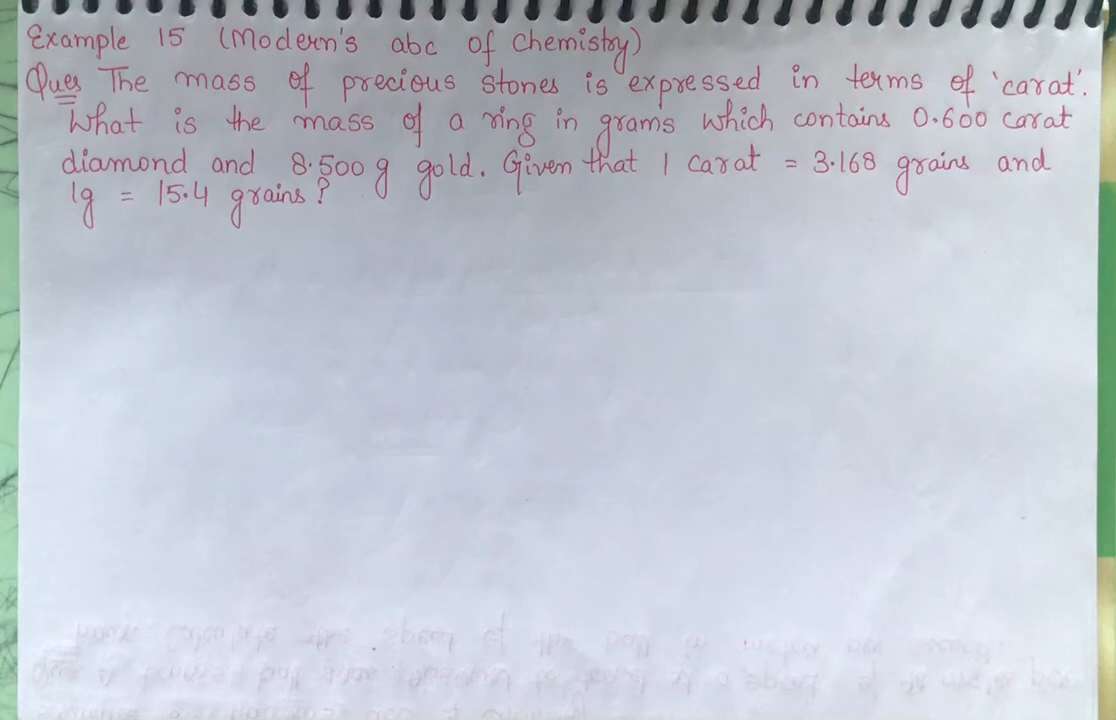 Example 15 (Modern's abc of Chemistry)
Ques The mass of precious stones is expressed in terms of 'carat'.
What is the mass of a ring in grams which contains 0.600 carat
diamond and 8.500 g gold. Given that 1 carat = 3.168 grains and
1g = 15.4 grains?